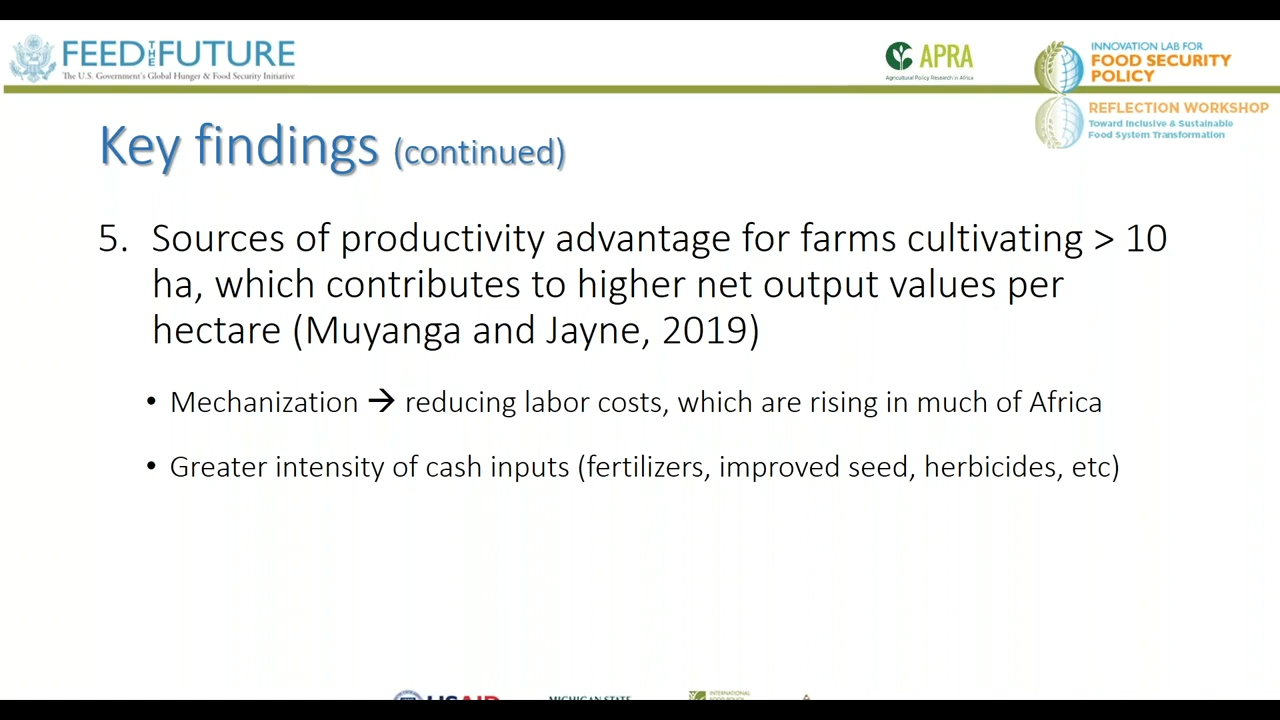 FEED THE FUTURE
The U.S. Government's Global Hunger & Food Security Initiative
APRA
Agricultural Policy Research in Africa
INNOVATION LAB FOR
FOOD SECURITY
POLICY
REFLECTION WORKSHOP
Toward Inclusive & Sustainable
Food System Transformation
Key findings (continued)
5. Sources of productivity advantage for farms cultivating > 10
ha, which contributes to higher net output values per
hectare (Muyanga and Jayne, 2019)
• Mechanization → reducing labor costs, which are rising in much of Africa
• Greater intensity of cash inputs (fertilizers, improved seed, herbicides, etc)
USAID
MICHIGAN STATE
INTERNATIONAL